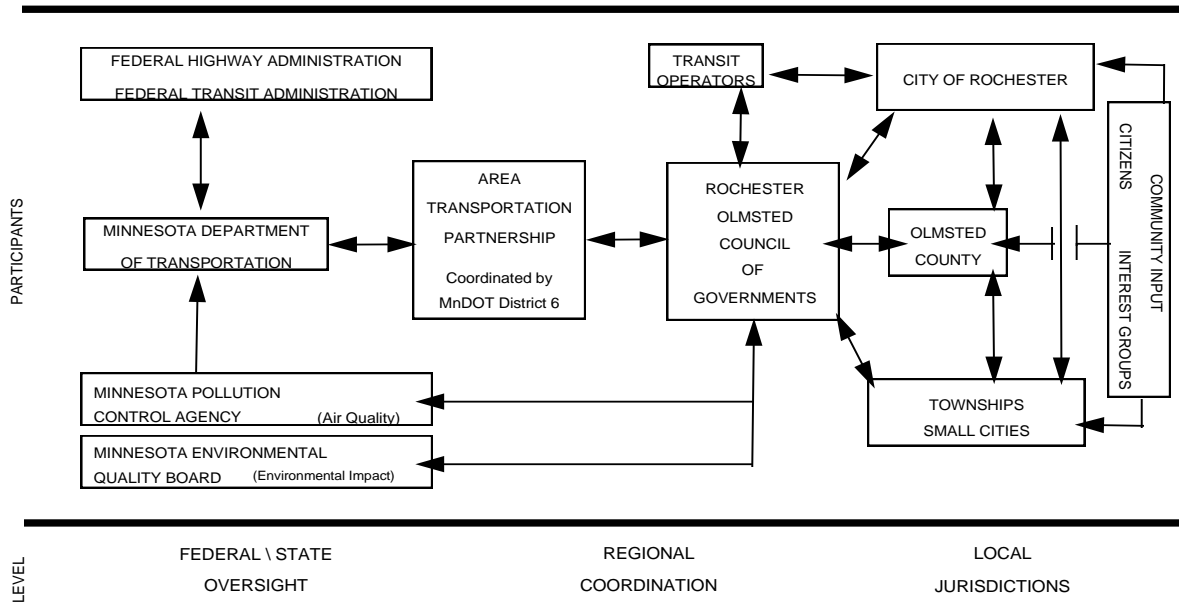 FEDERAL HIGHWAY ADMINISTRATION
FEDERAL TRANSIT ADMINISTRATION
TRANSIT
OPERATORS
CITY OF ROCHESTER
COMMUNITY INPUT
CITIZENS
INTEREST GROUPS
PARTICIPANTS
MINNESOTA DEPARTMENT
OF TRANSPORTATION
AREA
TRANSPORTATION
PARTNERSHIP
Coordinated by
MnDOT District 6
ROCHESTER
OLMSTED
COUNCIL
OF
GOVERNMENTS
OLMSTED
COUNTY
MINNESOTA POLLUTION
CONTROL AGENCY (Air Quality)
MINNESOTA ENVIRONMENTAL
QUALITY BOARD (Environmental Impact)
TOWNSHIPS
SMALL CITIES
LEVEL
FEDERAL \ STATE
OVERSIGHT
REGIONAL
COORDINATION
LOCAL
JURISDICTIONS